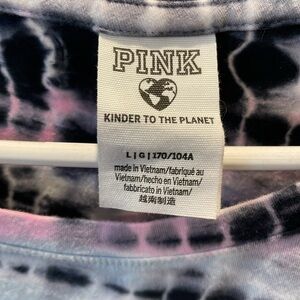 PINK
KINDER TO THE PLANET
L | G | 170/104A
made in Vietnam/fabriqué au
Vietnam/hecho en Vietnam/
fabbricato in Vietnam/
越南制造